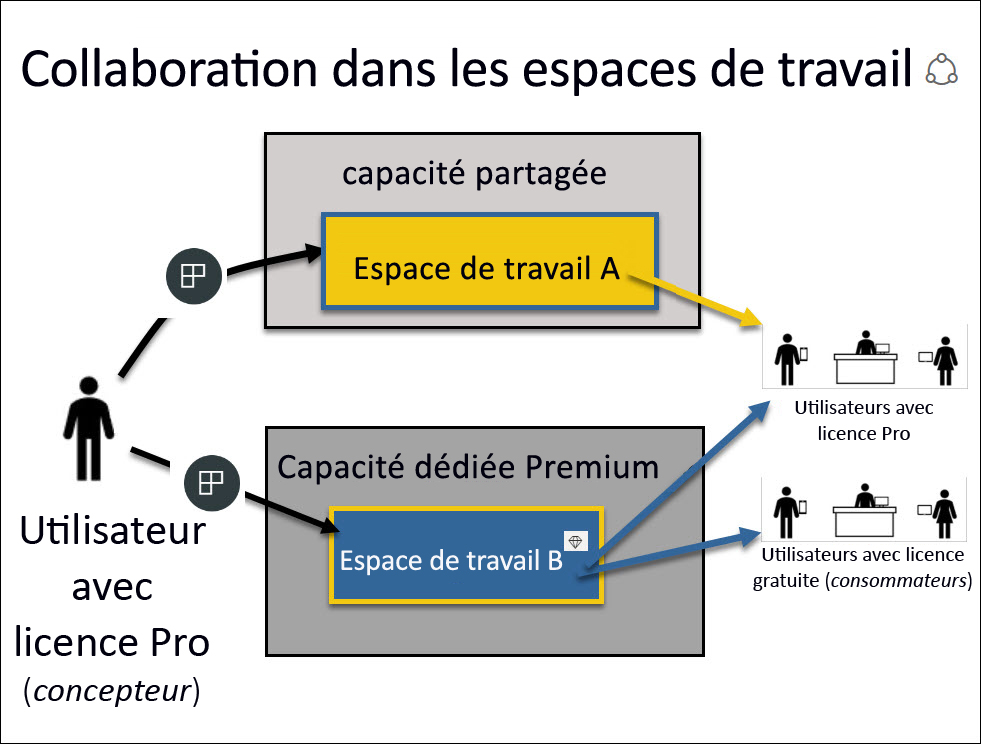 Collaboration dans les espaces de travail
capacité partagée
Espace de travail A
Utilisateurs avec
licence Pro
Capacité dédiée Premium
Espace de travail B
Utilisateurs avec licence
gratuite (consommateurs)
Utilisateur
avec
licence Pro
(concepteur)